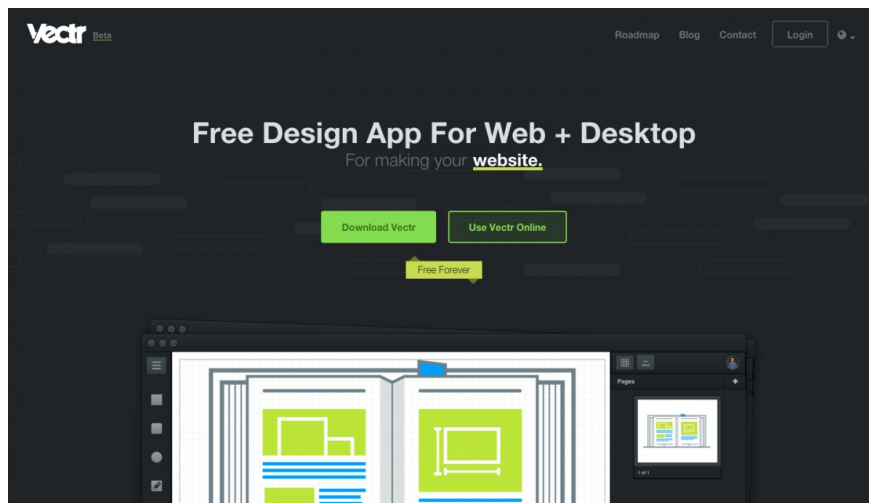 Vectr Beta
Roadmap Blog Contact Login
Free Design App For Web + Desktop
For making your website.
Download Vectr Use Vectr Online
Free Forever
Pages
1 of 1